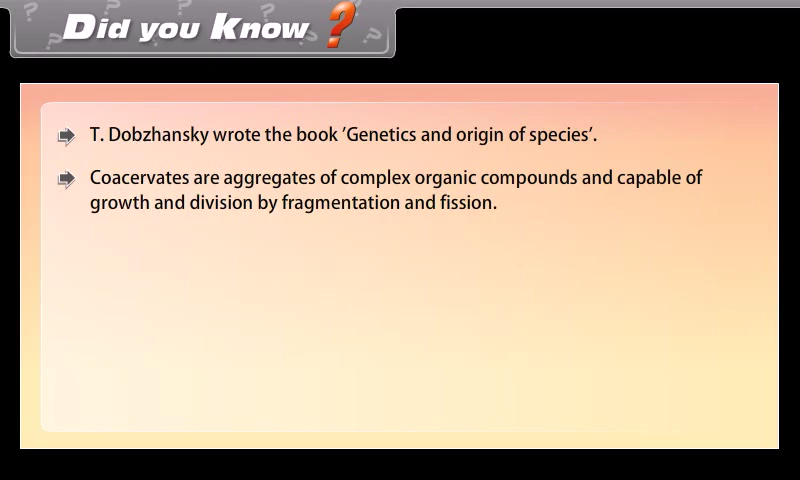 Did you Know ?
T. Dobzhansky wrote the book ’Genetics and origin of species’.
Coacervates are aggregates of complex organic compounds and capable of
growth and division by fragmentation and fission.